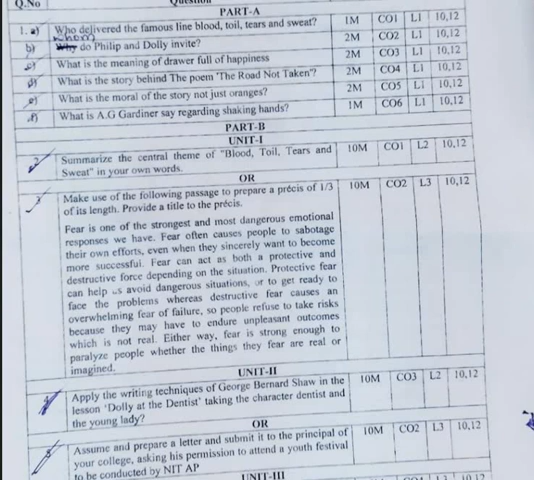 Q.No Question
PART-A
1. a) Who delivered the famous line blood, toil, tears and sweat? 1M CO1 L1 10,12
whom
b) Why do Philip and Dolly invite? 2M CO2 L1 10,12
c) What is the meaning of drawer full of happiness 2M CO3 L1 10,12
d) What is the story behind The poem 'The Road Not Taken'? 2M CO4 L1 10,12
e) What is the moral of the story not just oranges? 2M CO5 L1 10,12
f) What is A.G Gardiner say regarding shaking hands? 1M CO6 L1 10,12
PART-B
UNIT-I
2 Summarize the central theme of "Blood, Toil, Tears and 10M CO1 L2 10,12
Sweat" in your own words.
OR
3 Make use of the following passage to prepare a précis of 1/3 10M CO2 L3 10,12
of its length. Provide a title to the précis.
Fear is one of the strongest and most dangerous emotional
responses we have. Fear often causes people to sabotage
their own efforts, even when they sincerely want to become
more successful. Fear can act as both a protective and
destructive force depending on the situation. Protective fear
can help us avoid dangerous situations, or to get ready to
face the problems whereas destructive fear causes an
overwhelming fear of failure, so people refuse to take risks
because they may have to endure unpleasant outcomes
which is not real. Either way, fear is strong enough to
paralyze people whether the things they fear are real or
imagined.
UNIT-II
4 Apply the writing techniques of George Bernard Shaw in the 10M CO3 L2 10,12
lesson 'Dolly at the Dentist' taking the character dentist and
the young lady?
OR
5 Assume and prepare a letter and submit it to the principal of 10M CO2 L3 10,12
your college, asking his permission to attend a youth festival
to be conducted by NIT AP
UNIT-III